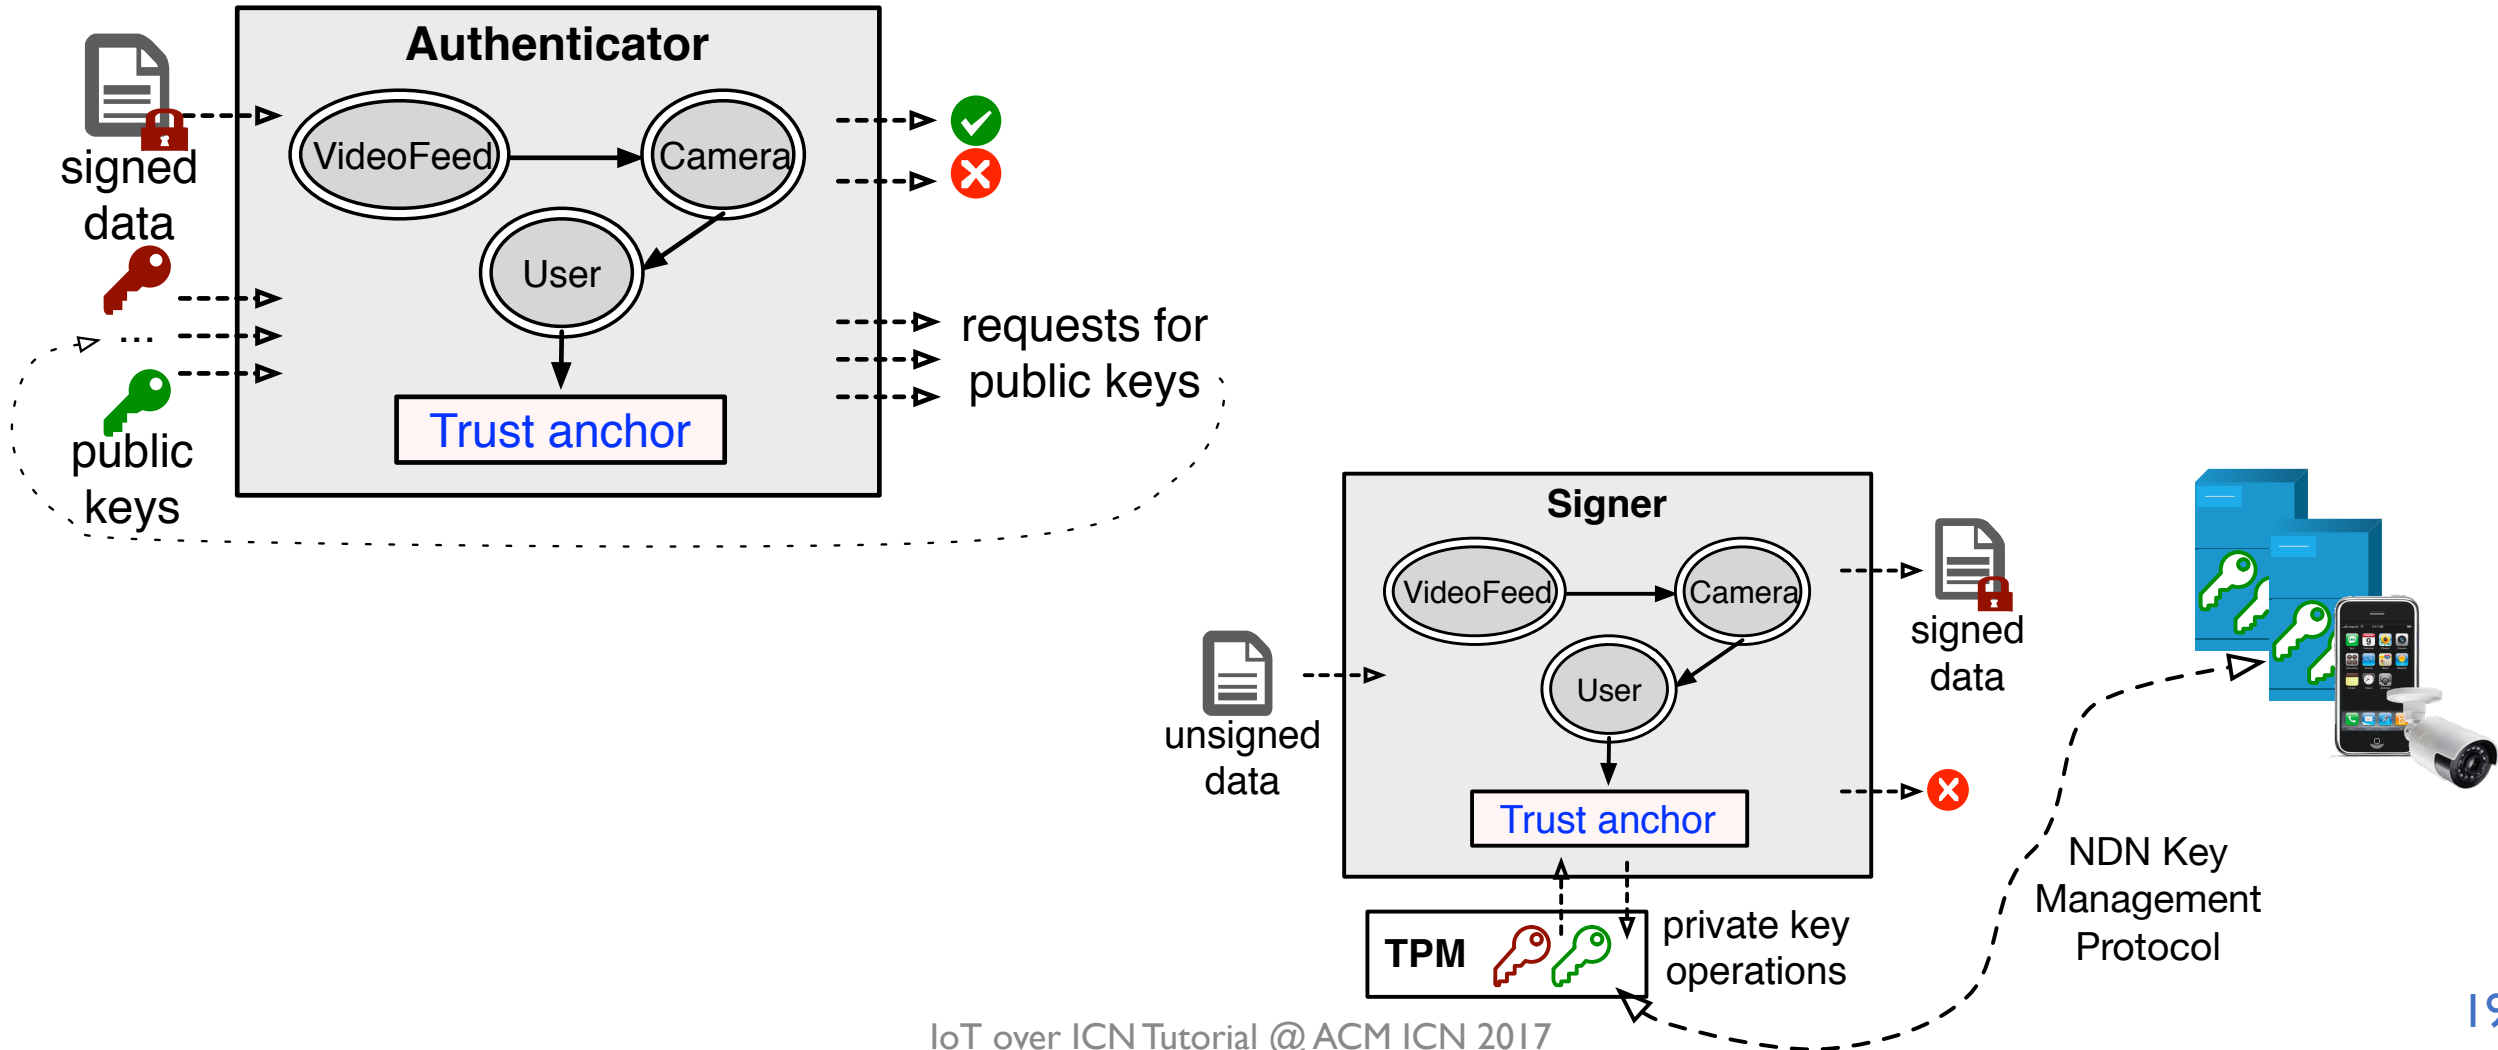 Authenticator
signed
data
VideoFeed
Camera
User
Trust anchor
...
public
keys
requests for
public keys
Signer
VideoFeed
Camera
User
Trust anchor
unsigned
data
signed
data
TPM
private key
operations
NDN Key
Management
Protocol
IoT over ICN Tutorial @ ACM ICN 2017
19